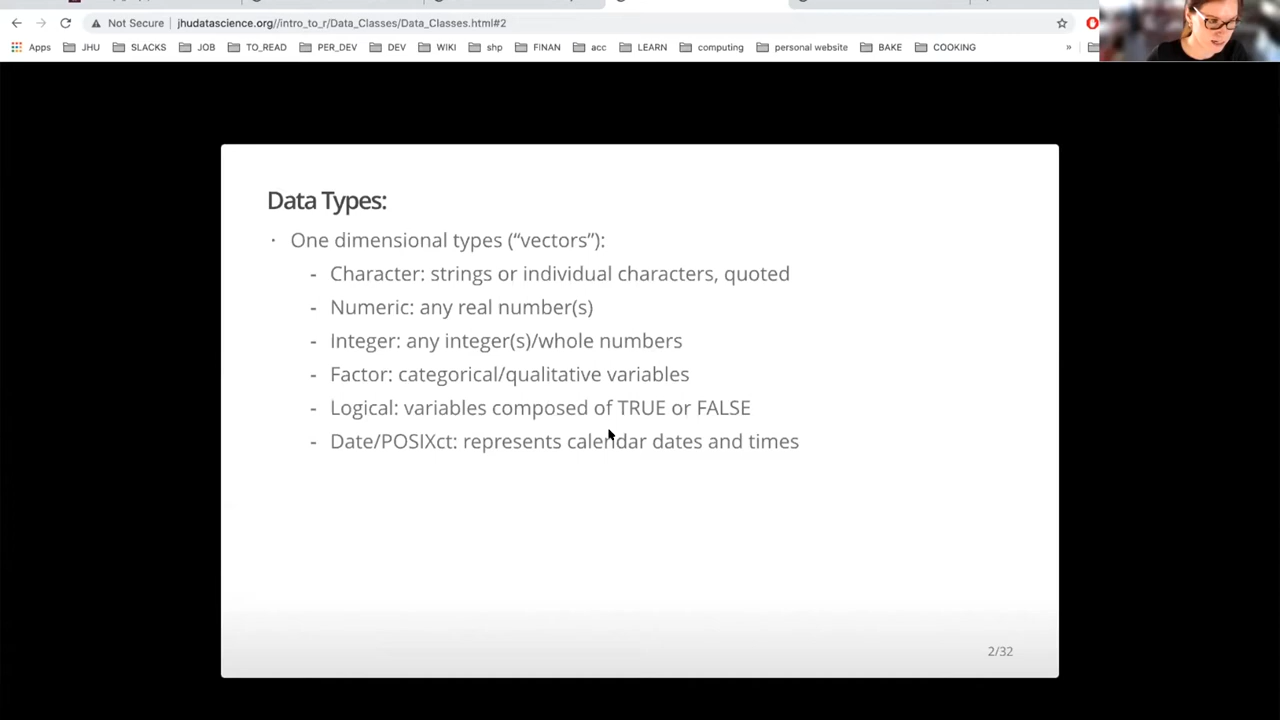 Not Secure
jhudatascience.org//intro_to_r/Data_Classes/Data_Classes.html#2
Apps JHU SLACKS JOB TO_READ PER_DEV DEV WIKI shp FINAN acc LEARN computing personal website BAKE COOKING »
Data Types:
· One dimensional types (“vectors”):
- Character: strings or individual characters, quoted
- Numeric: any real number(s)
- Integer: any integer(s)/whole numbers
- Factor: categorical/qualitative variables
- Logical: variables composed of TRUE or FALSE
- Date/POSIXct: represents calendar dates and times
2/32